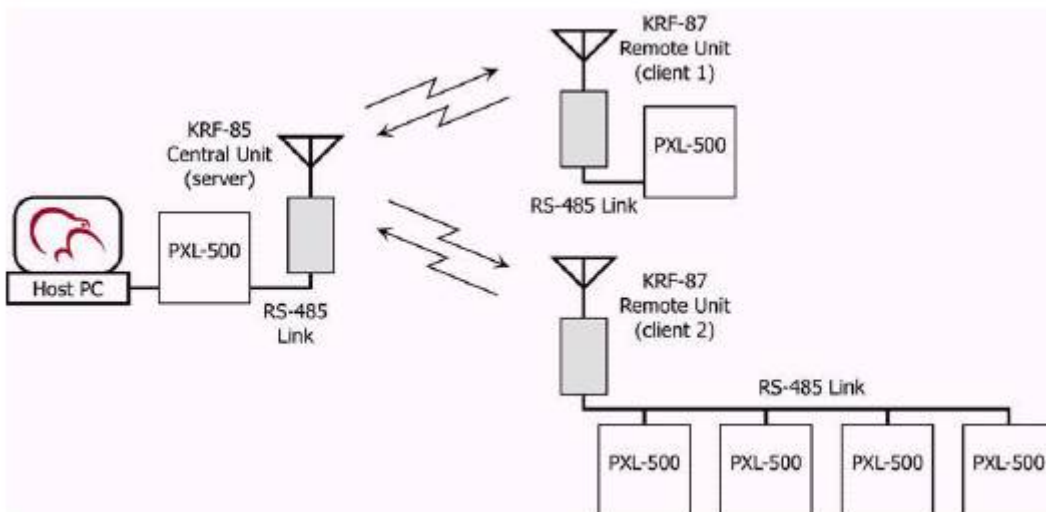 KRF-87
Remote Unit
(client 1)
KRF-85
Central Unit
(server)
PXL-500
RS-485 Link
PXL-500
Host PC
RS-485
Link
KRF-87
Remote Unit
(client 2)
RS-485 Link
PXL-500
PXL-500
PXL-500
PXL-500